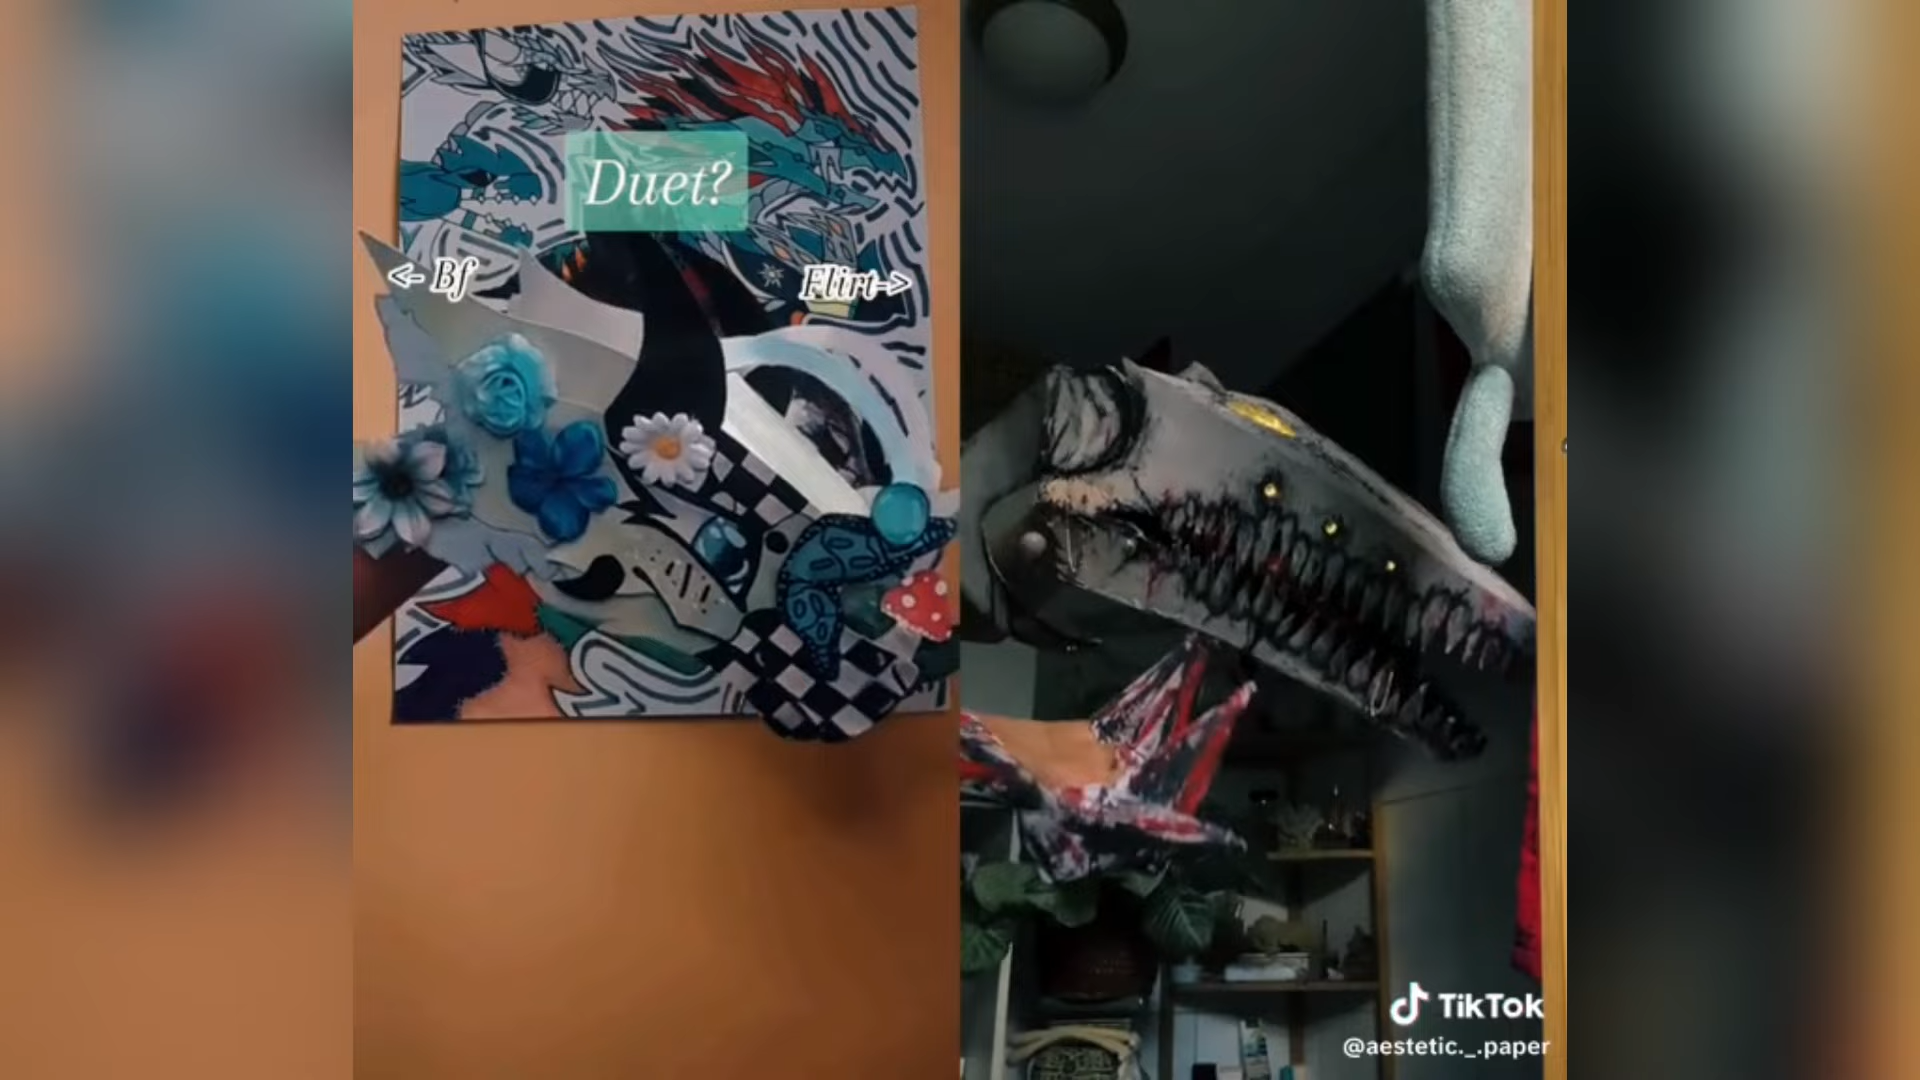 Duet?
<- Bf
Flirt->
TikTok
@aestetic._.paper